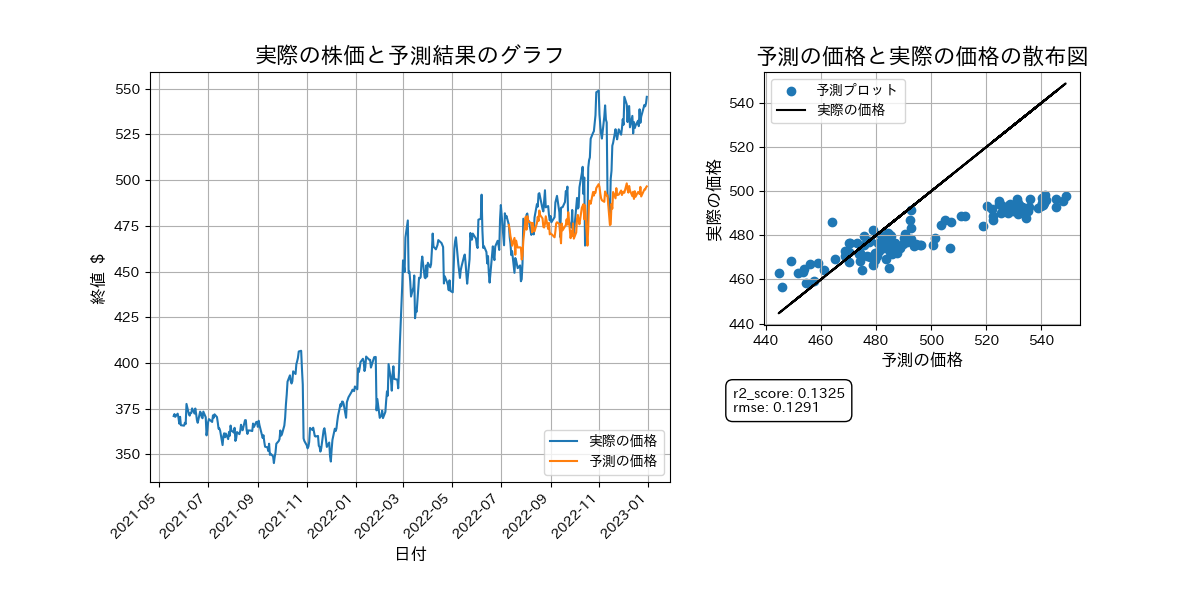 実際の株価と予測結果のグラフ
550
525
500
475
450
425
400
375
350
終値 $
実際の価格
予測の価格
2021-05
2021-07
2021-09
2021-11
2022-01
2022-03
2022-05
2022-07
2022-09
2022-11
2023-01
日付
予測の価格と実際の価格の散布図
予測プロット
実際の価格
540
520
500
480
460
440
実際の価格
440
460
480
500
520
540
予測の価格
r2_score: 0.1325
rmse: 0.1291